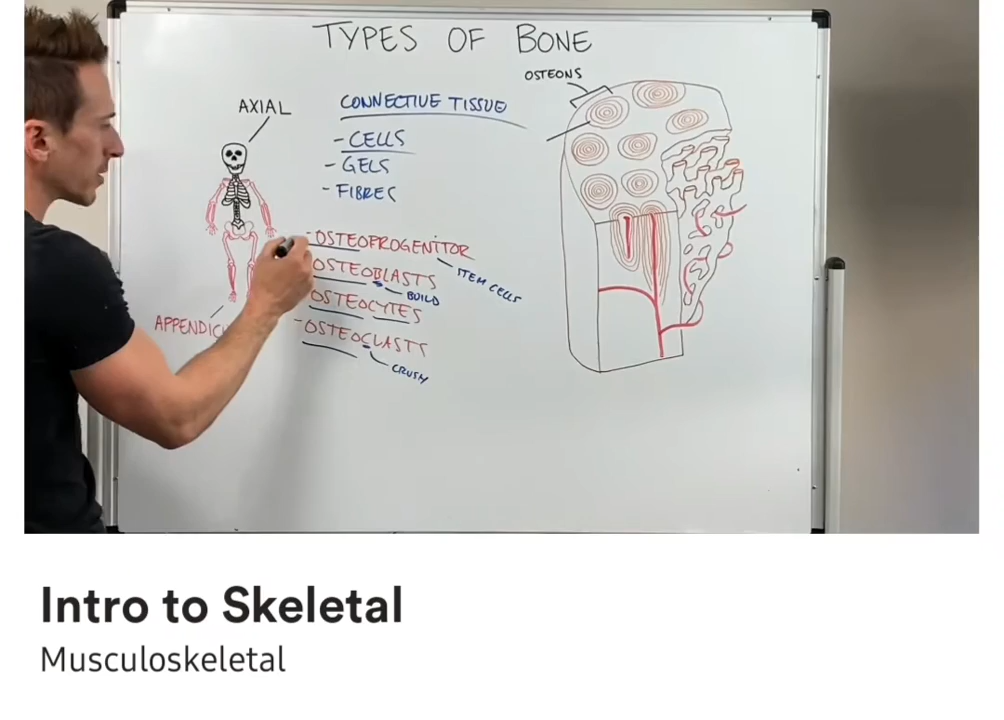 TYPES OF BONE
OSTEONS
AXIAL
CONNECTIVE TISSUE
- CELLS
- GELS
- FIBRES
- OSTEOPROGENITOR
STEM CELLS
OSTEOBLASTS
BUILD
OSTEOCYTES
- OSTEOCLASTS
CRUSH
Intro to Skeletal
Musculoskeletal